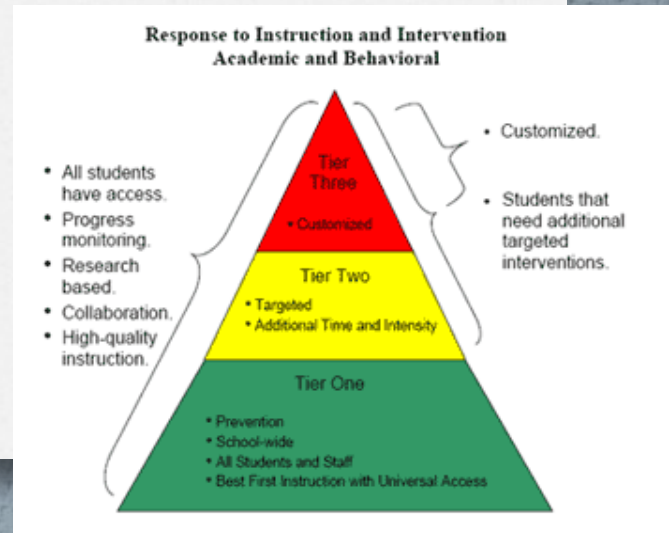 Response to Instruction and Intervention
Academic and Behavioral
• All students
have access.
• Progress
monitoring.
• Research
based.
• Collaboration.
• High-quality
instruction.
Tier
Three
• Customized
Tier Two
• Targeted
• Additional Time and Intensity
Tier One
• Prevention
• School-wide
• All Students and Staff
• Best First Instruction with Universal Access
• Customized.
• Students that
need additional
targeted
interventions.